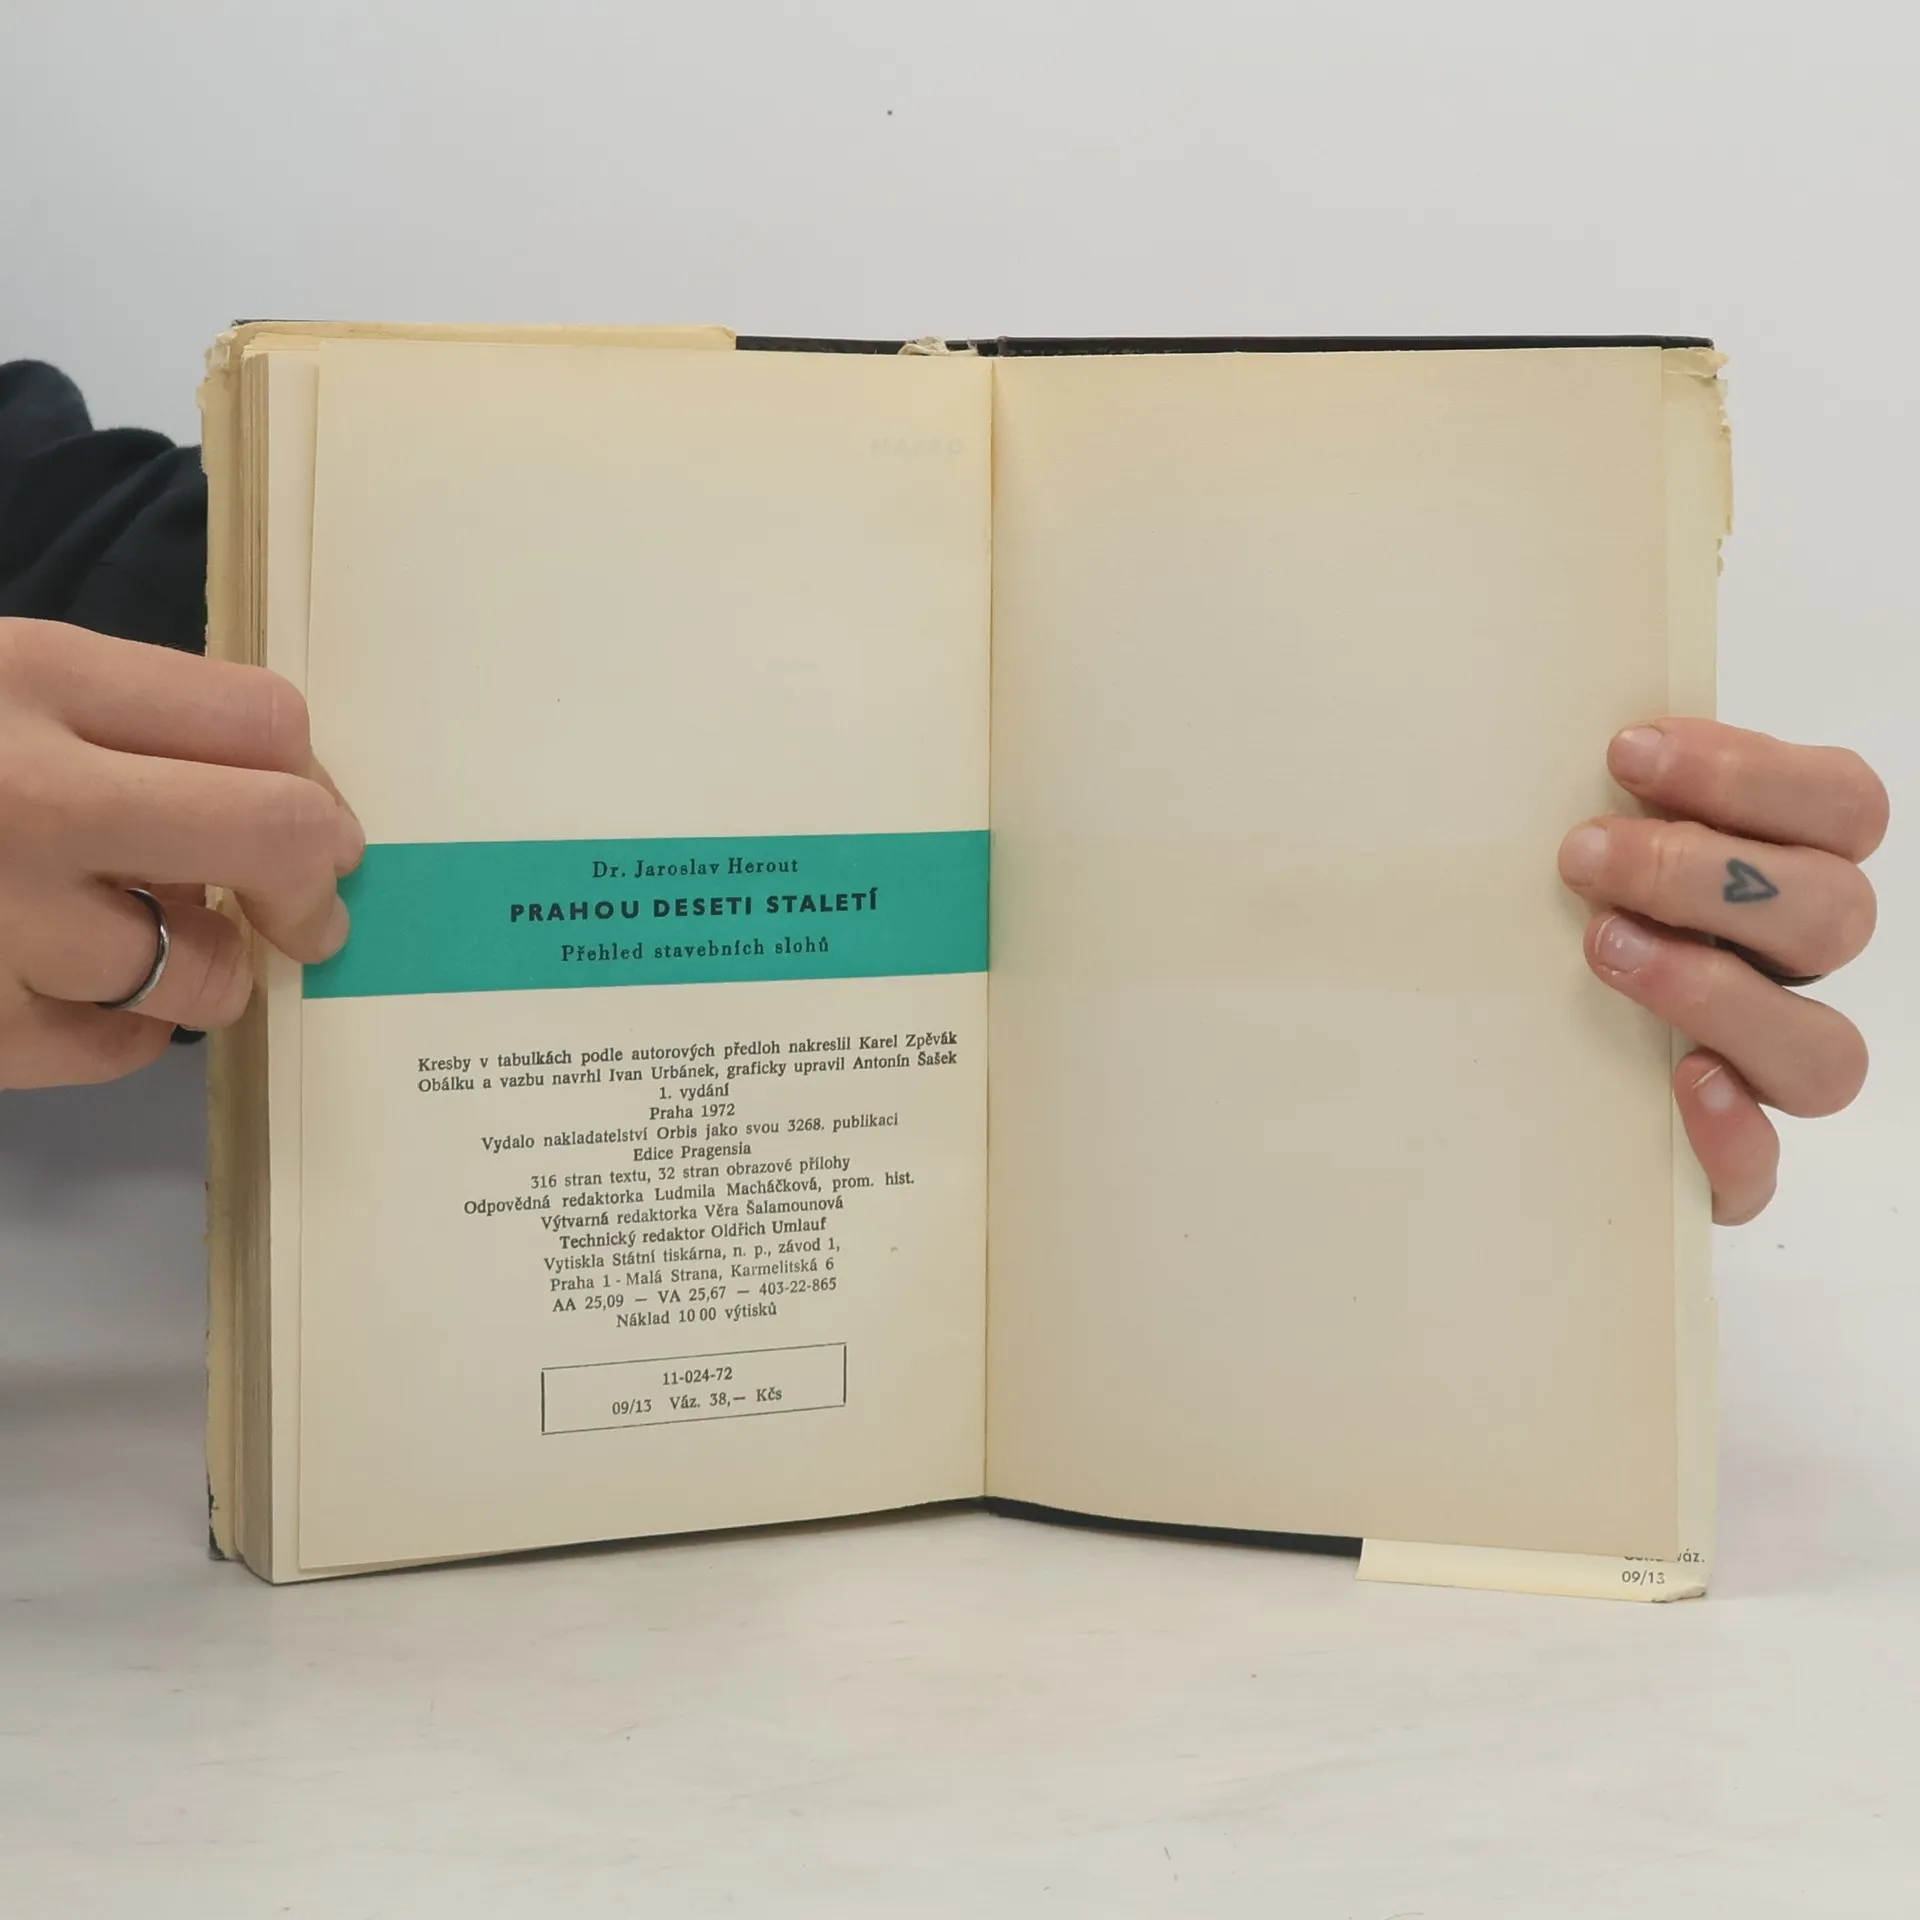 Dr. Jaroslav Herout
PRAHOU DESETI STALETÍ
Přehled stavebních slohů
Kresby v tabulkách podle autorových předloh nakreslil Karel Zpěvák
Obálku a vazbu navrhl Ivan Urbánek, graficky upravil Antonín Šašek
1. vydání
Praha 1972
Vydalo nakladatelství Orbis jako svou 3268. publikaci
Edice Pragensia
316 stran textu, 32 stran obrazové přílohy
Odpovědná redaktorka Ludmila Macháčková, prom. hist.
Výtvarná redaktorka Věra Šalamounová
Technický redaktor Oldřich Umlauf
Vytiskla Státní tiskárna, n. p., závod 1,
Praha 1 - Malá Strana, Karmelitská 6
AA 25,09 — VA 25,67 — 403-22-865
Náklad 10 00 výtisků
11-024-72
09/13 Váz. 38,— Kčs
09/13